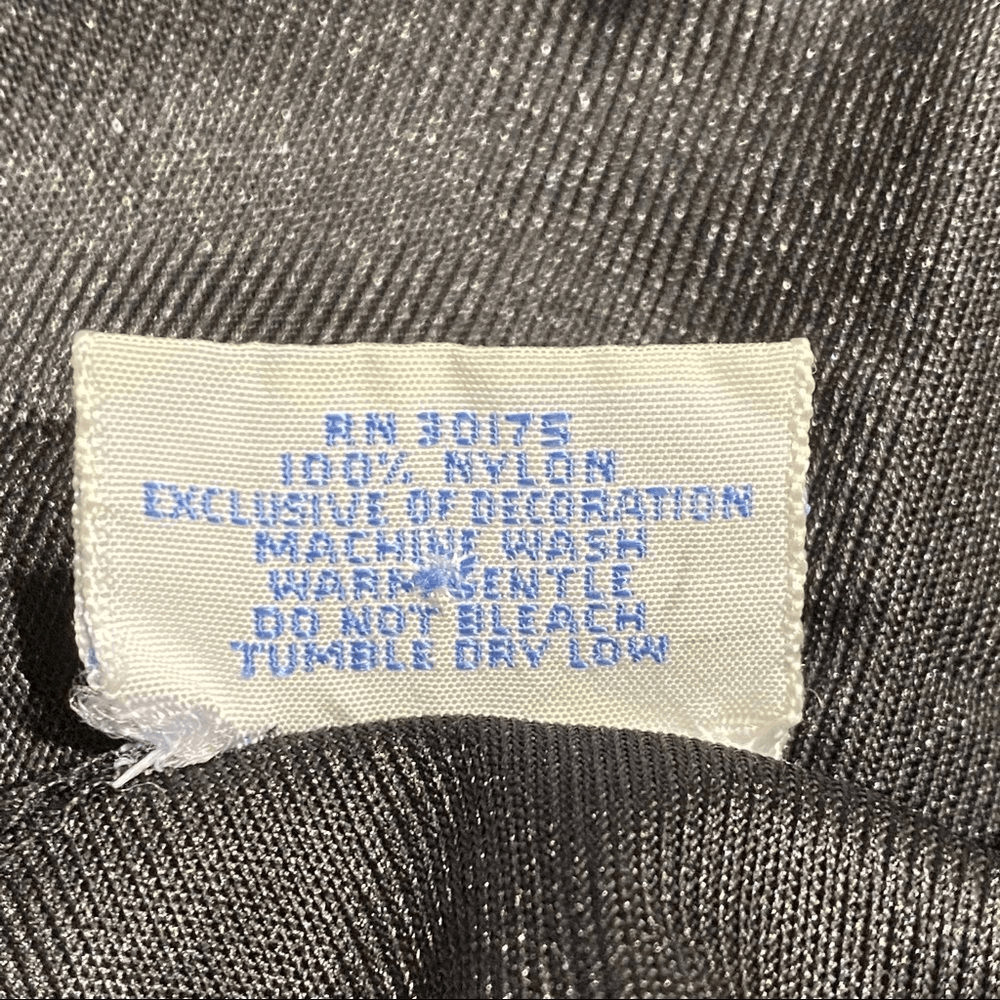 RN 30175
100% NYLON
EXCLUSIVE OF DECORATION
MACHINE WASH
WARM GENTLE
DO NOT BLEACH
TUMBLE DRY LOW